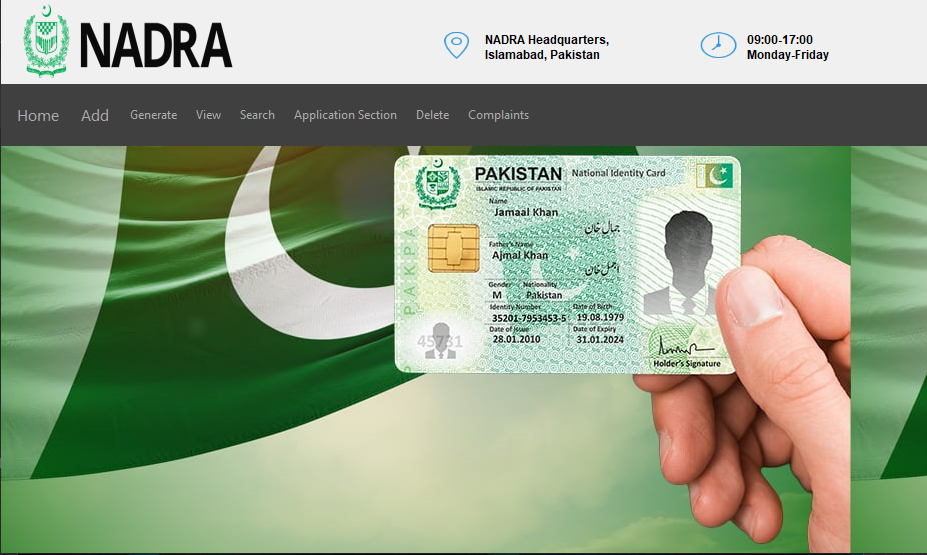 NADRA
NADRA Headquarters,
Islamabad, Pakistan
09:00-17:00
Monday-Friday
Home Add Generate View Search Application Section Delete Complaints
PAKISTAN National Identity Card
ISLAMIC REPUBLIC OF PAKISTAN
Name
Jamaal Khan
جمال خان
Father's Name
Ajmal Khan
اجمل خان
Gender Nationality
M Pakistan
Identity Number Date of Birth
35201-7953453-5 19.08.1979
Date of Issue Date of Expiry
28.01.2010 31.01.2024
45731
Holder's Signature
PAKPA